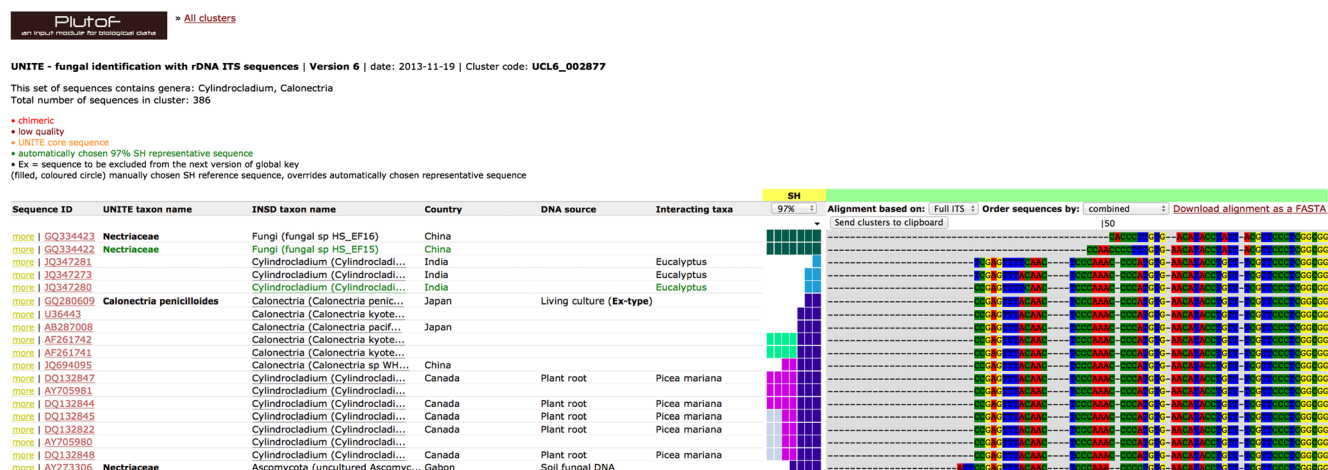 PlutoF
an input module for biological data
» All clusters
UNITE - fungal identification with rDNA ITS sequences | Version 6 | date: 2013-11-19 | Cluster code: UCL6_002877
This set of sequences contains genera: Cylindrocladium, Calonectria
Total number of sequences in cluster: 386
• chimeric
• low quality
• UNITE core sequence
• automatically chosen 97% SH representative sequence
• Ex = sequence to be excluded from the next version of global key
(filled, coloured circle) manually chosen SH reference sequence, overrides automatically chosen representative sequence
SH
Sequence ID UNITE taxon name INSD taxon name Country DNA source Interacting taxa 97% Alignment based on: Full ITS Order sequences by: combined Download alignment as a FASTA
Send clusters to clipboard |50
more | GQ334423 Nectriaceae Fungi (fungal sp HS_EF16) China
more | GQ334422 Nectriaceae Fungi (fungal sp HS_EF15) China
more | JQ347281 Cylindrocladium (Cylindrocladi... India Eucalyptus
more | JQ347273 Cylindrocladium (Cylindrocladi... India Eucalyptus
more | JQ347280 Cylindrocladium (Cylindrocladi... India Eucalyptus
more | GQ280609 Calonectria penicilloides Calonectria (Calonectria penic... Japan Living culture (Ex-type)
more | U36443 Calonectria (Calonectria kyote...
more | AB287008 Calonectria (Calonectria pacif... Japan
more | AF261742 Calonectria (Calonectria kyote...
more | AF261741 Calonectria (Calonectria kyote...
more | JQ694095 Calonectria (Calonectria sp WH... China
more | DQ132847 Cylindrocladium (Cylindrocladi... Canada Plant root Picea mariana
more | AY705981 Cylindrocladium (Cylindrocladi...
more | DQ132844 Cylindrocladium (Cylindrocladi... Canada Plant root Picea mariana
more | DQ132845 Cylindrocladium (Cylindrocladi... Canada Plant root Picea mariana
more | DQ132822 Cylindrocladium (Cylindrocladi... Canada Plant root Picea mariana
more | AY705980 Cylindrocladium (Cylindrocladi...
more | DQ132848 Cylindrocladium (Cylindrocladi... Canada Plant root Picea mariana
more | AY273306 Nectriaceae Ascomycota (uncultured Ascomyc... Gabon Soil fungal DNA